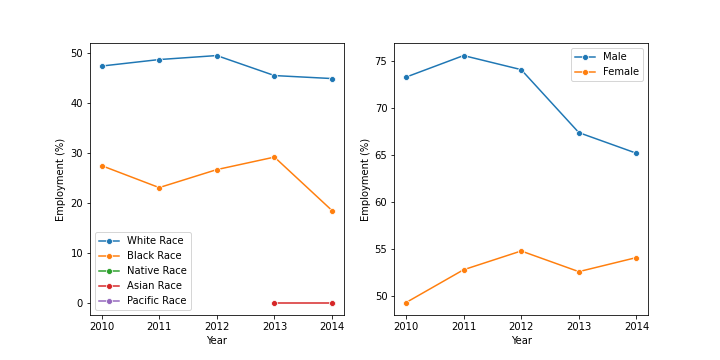 50
40
30
20
10
0
Employment (%)
White Race
Black Race
Native Race
Asian Race
Pacific Race
2010 2011 2012 2013 2014
Year
75
70
65
60
55
50
Employment (%)
Male
Female
2010 2011 2012 2013 2014
Year